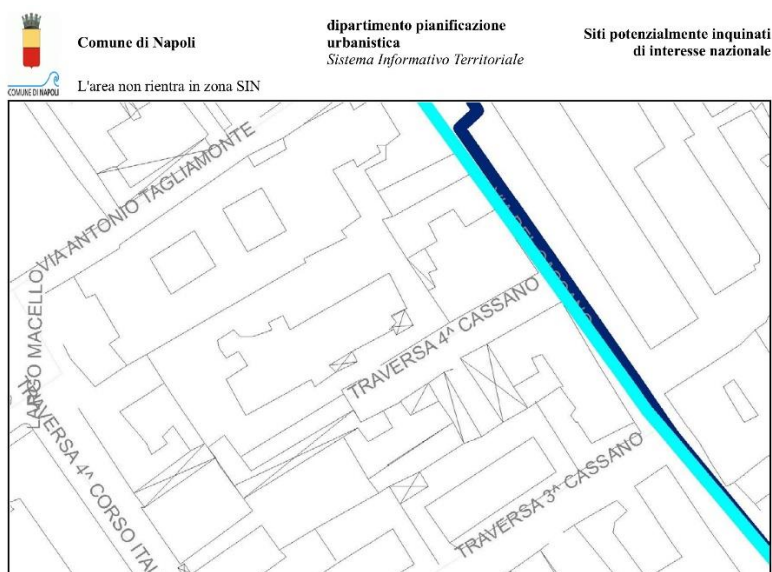 Comune di Napoli
dipartimento pianificazione
urbanistica
Sistema Informativo Territoriale
Siti potenzialmente inquinati
di interesse nazionale
COMUNE DI NAPOLI
L'area non rientra in zona SIN
VIA ANTONIO TAGLIAMONTE
LARGO MACELLO
TRAVERSA 4^ CASSANO
TRAVERSA 4^ CORSO ITAL
TRAVERSA 3^ CASSANO